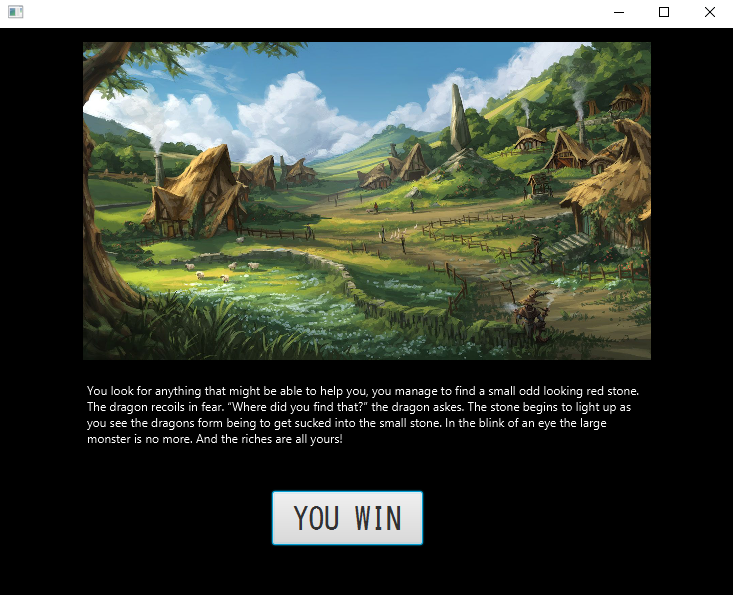 You look for anything that might be able to help you, you manage to find a small odd looking red stone.
The dragon recoils in fear. “Where did you find that?” the dragon askes. The stone begins to light up as
you see the dragons form being to get sucked into the small stone. In the blink of an eye the large
monster is no more. And the riches are all yours!
YOU WIN